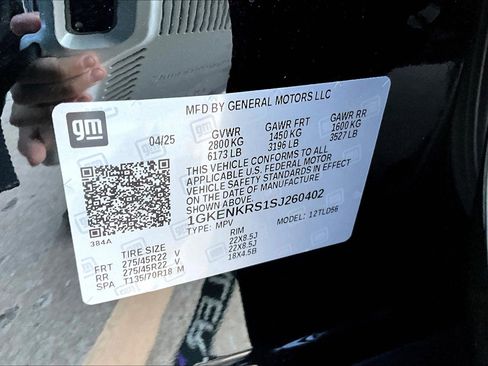 MFD BY GENERAL MOTORS LLC
gm
04/25
GVWR GAWR FRT GAWR RR
2800 KG 1450 KG 1600 KG
6173 LB 3196 LB 3527 LB
THIS VEHICLE CONFORMS TO ALL
APPLICABLE U.S. FEDERAL MOTOR
VEHICLE SAFETY STANDARDS IN EFFECT
ON THE DATE OF MANUFACTURE
SHOWN ABOVE.
1GKENKRS1SJ260402
TYPE: MPV MODEL: 12TLD56
384A
TIRE SIZE RIM
FRT 275/45R22 V 22X8.5J
RR 275/45R22 V 22X8.5J
SPA T135/70R18 M 18X4.5B